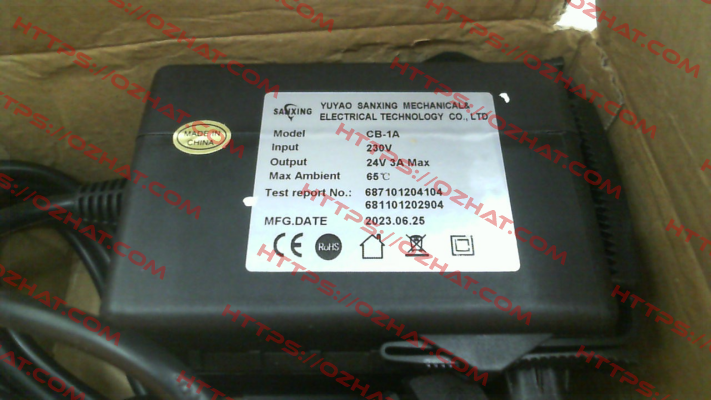 SANXING
YUYAO SANXING MECHANICAL&
ELECTRICAL TECHNOLOGY CO., LTD
Model CB-1A
Input 230V
Output 24V 3A Max
Max Ambient 65℃
Test report No.: 687101204104
681101202904
MFG.DATE 2023.06.25
CE RoHS
MADE IN
CHINA
HTTPS://OZHAT.COM